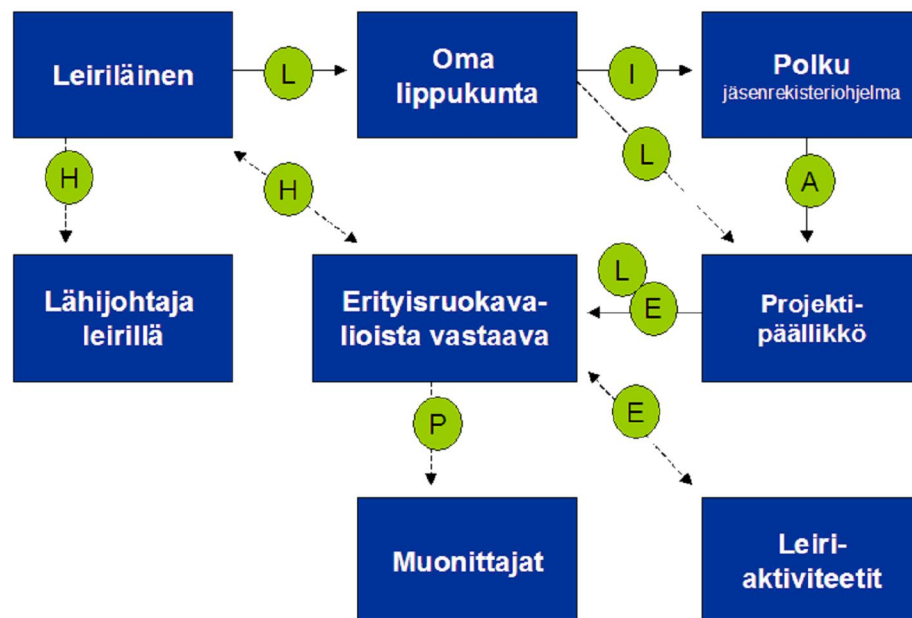 Leiriläinen
L
Oma
lippukunta
I
Polku
jäsenrekisteriohjelma
H
H
L
A
Lähijohtaja
leirillä
Erityisruokava-
lioista vastaava
L
E
Projekti-
päällikkö
P
E
Muonittajat
Leiri-
aktiviteetit